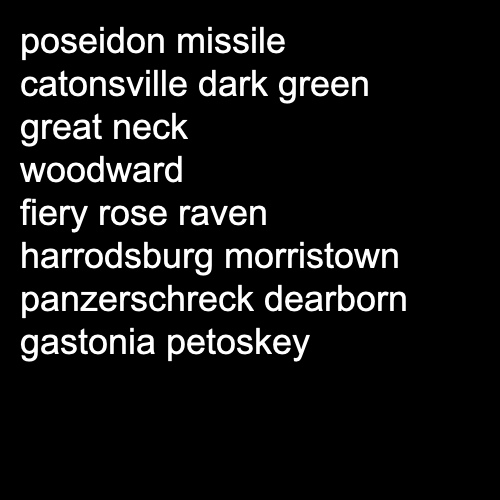 poseidon missile
catonsville dark green
great neck
woodward
fiery rose raven
harrodsburg morristown
panzerschreck dearborn
gastonia petoskey